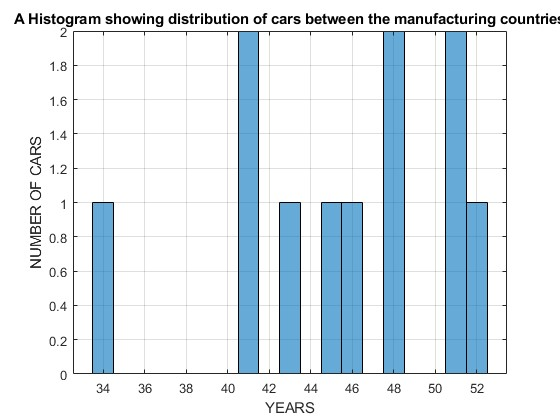 A Histogram showing distribution of cars between the manufacturing countries
2
1.8
1.6
1.4
1.2
1
0.8
0.6
0.4
0.2
0
NUMBER OF CARS
34 36 38 40 42 44 46 48 50 52
YEARS